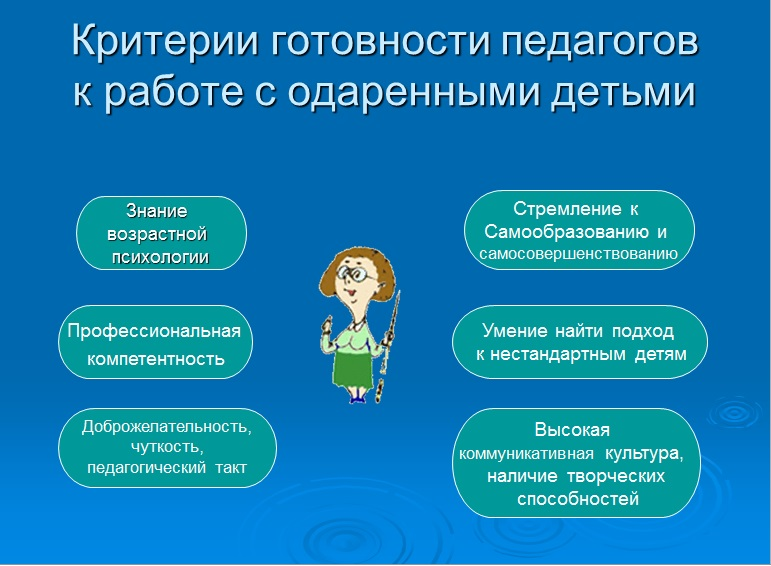 Критерии готовности педагогов
к работе с одаренными детьми
Знание
возрастной
психологии
Профессиональная
компетентность
Доброжелательность,
чуткость,
педагогический такт
Стремление к
Самообразованию и
самосовершенствованию
Умение найти подход
к нестандартным детям
Высокая
коммуникативная культура,
наличие творческих
способностей